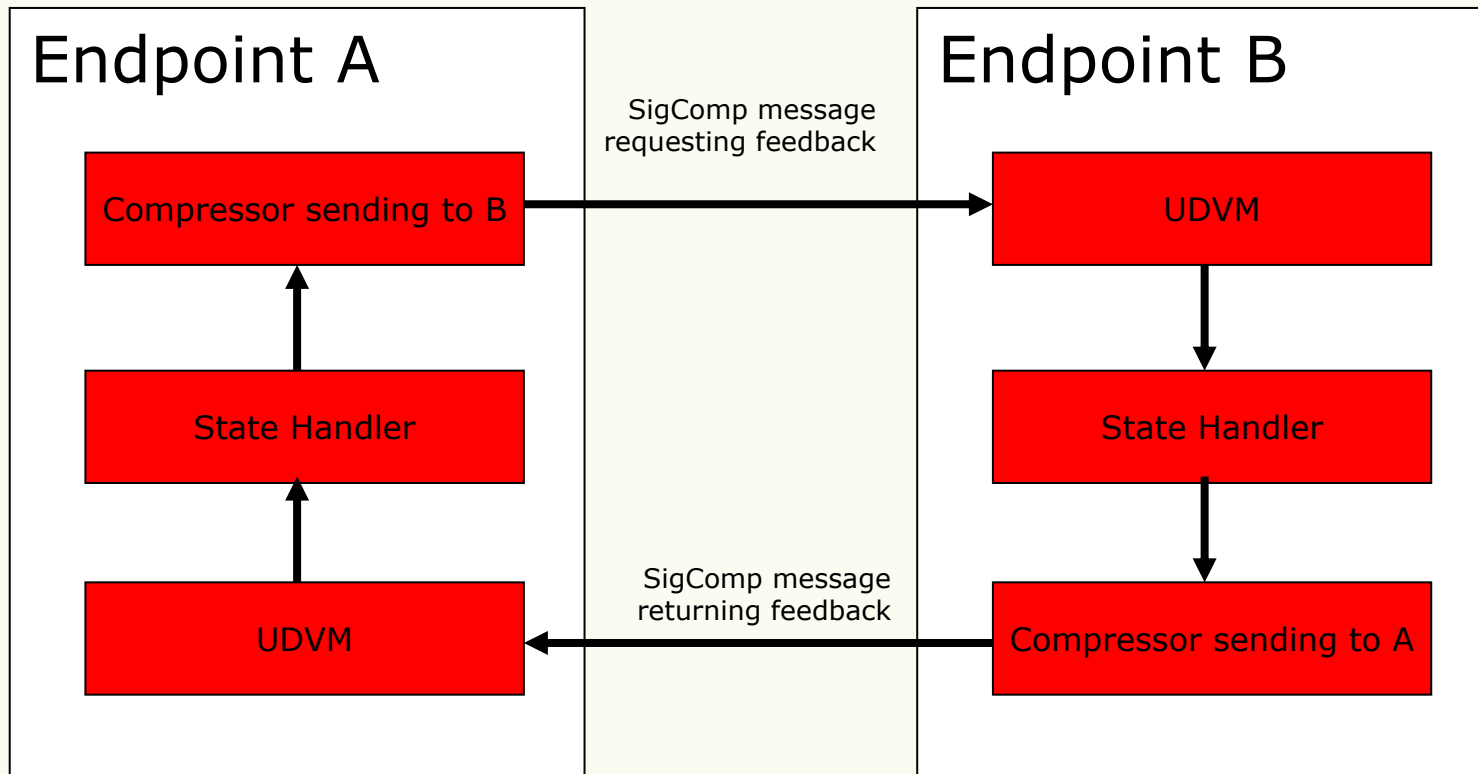 Endpoint A
Endpoint B
SigComp message
requesting feedback
Compressor sending to B
UDVM
State Handler
State Handler
SigComp message
returning feedback
UDVM
Compressor sending to A